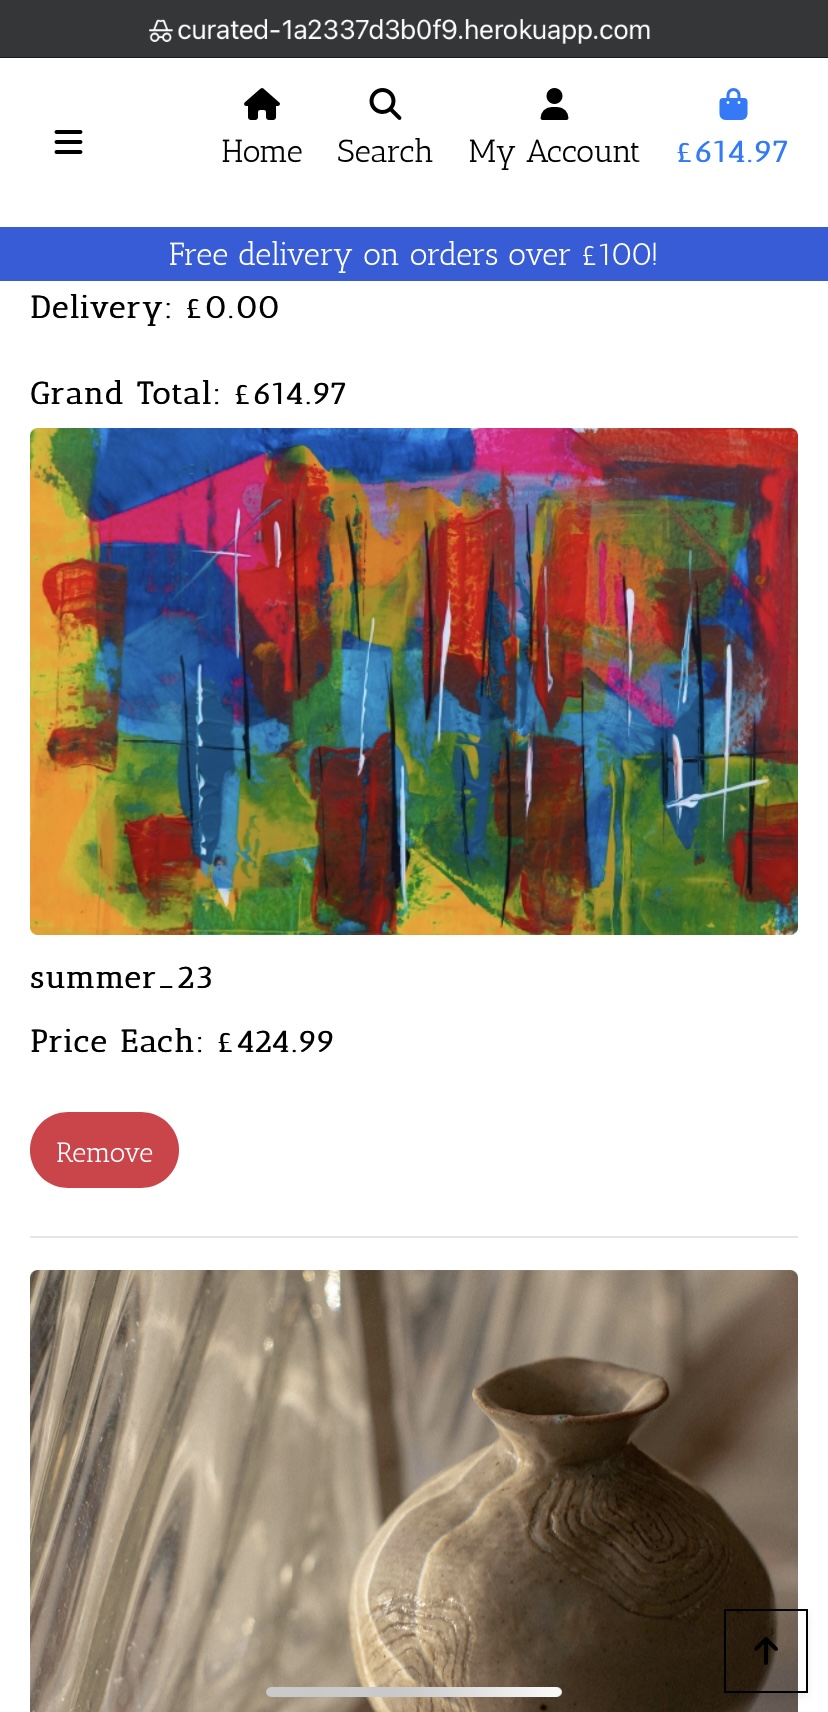 curated-1a2337d3b0f9.herokuapp.com
Home Search My Account £614.97
Free delivery on orders over £100!
Delivery: £0.00
Grand Total: £614.97
summer_23
Price Each: £424.99
Remove